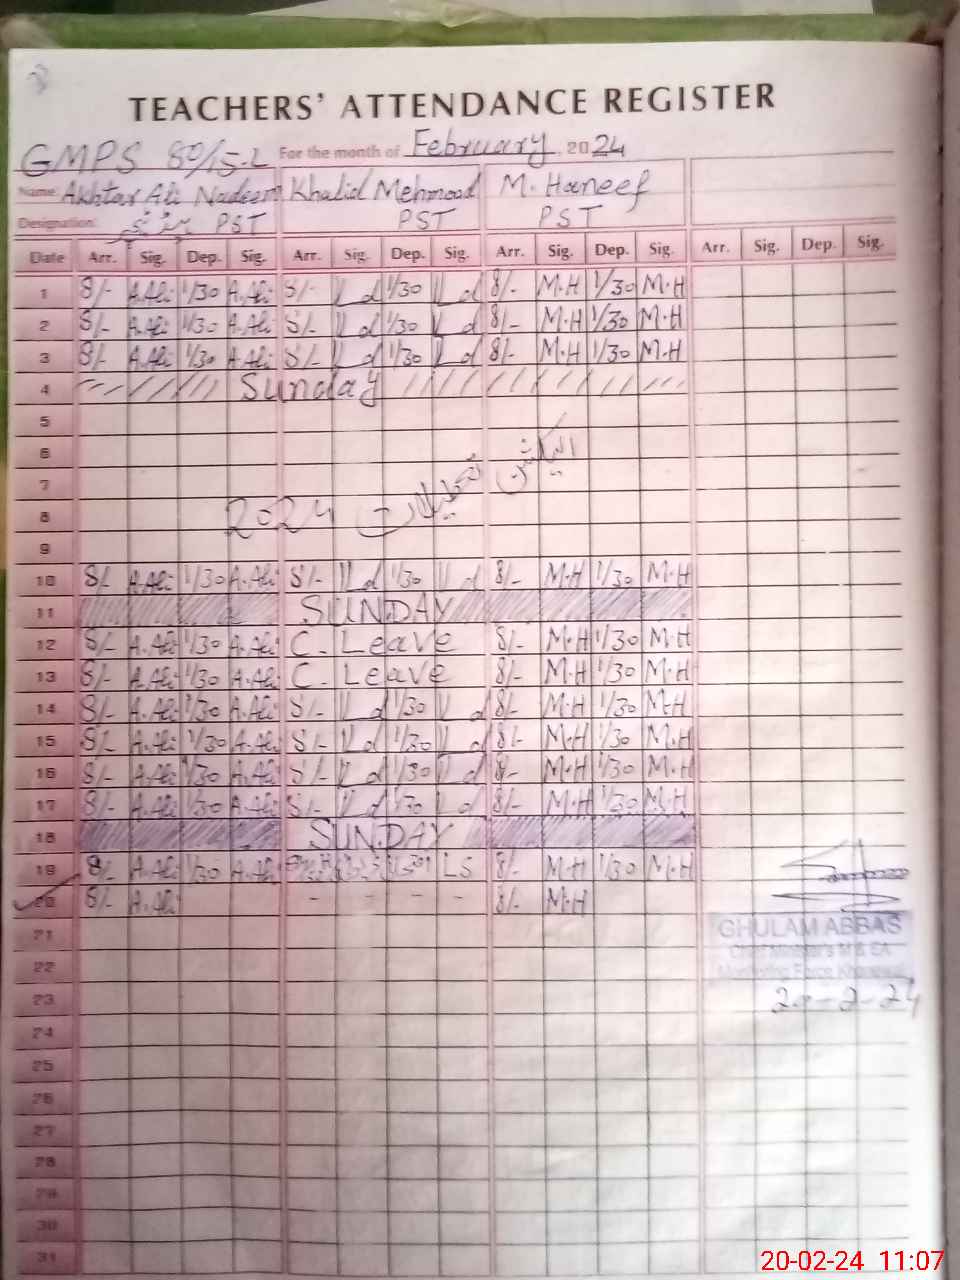 TEACHERS' ATTENDANCE REGISTER
GMPS 80/15-L For the month of February, 2024
Name: Akhtar Ali Nadeem Khalid Mehmood M. Haneef
Designation: PST PST PST
Date Arr. Sig. Dep. Sig. Arr. Sig. Dep. Sig. Arr. Sig. Dep. Sig. Arr. Sig. Dep. Sig.
1 8/- A.Ali 1/30 A.Ali 8/- 1/30 8/- M.H 1/30 M.H
2 8/- A.Ali 1/30 A.Ali 8/- 1/30 8/- M.H 1/30 M.H
3 8/- A.Ali 1/30 A.Ali 8/- 1/30 8/- M.H 1/30 M.H
4 Sunday
5
6
7 الیکشن تعطیلات
8 2024
9
10 8/- A.Ali 1/30 A.Ali 8/- 1/30 8/- M.H 1/30 M.H
11 SUNDAY
12 8/- A.Ali 1/30 A.Ali C. Leave 8/- M.H 1/30 M.H
13 8/- A.Ali 1/30 A.Ali C. Leave 8/- M.H 1/30 M.H
14 8/- A.Ali 1/30 A.Ali 8/- 1/30 8/- M.H 1/30 M.H
15 8/- A.Ali 1/30 A.Ali 8/- 1/30 8/- M.H 1/30 M.H
16 8/- A.Ali 1/30 A.Ali 8/- 1/30 8/- M.H 1/30 M.H
17 8/- A.Ali 1/30 A.Ali 8/- 1/30 8/- M.H 1/30 M.H
18 SUNDAY
19 8/- A.Ali 1/30 A.Ali LS 8/- M.H 1/30 M.H
20 8/- A.Ali - - - - 8/- M.H
21 GHULAM ABBAS
22 Chief Minister's M & EA
Monitoring Force Khanewal
23 20-2-24
24
25
26
27
28
29
30
31
20-02-24 11:07